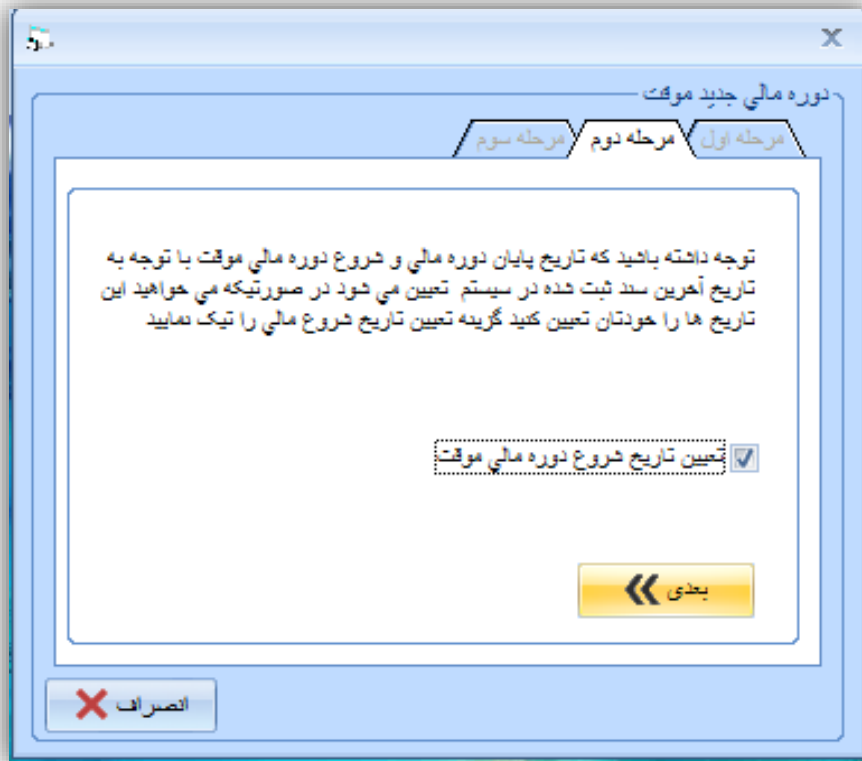 دوره مالي جديد موقت
مرحله اول
مرحله دوم
مرحله سوم
توجه داشته باشيد که تاريخ پايان دوره مالي و شروع دوره مالي موقت با توجه به
تاريخ آخرين سند ثبت شده در سيستم تعيين مي شود در صورتيکه مي خواهيد اين
تاريخ ها را خودتان تعيين کنيد گزينه تعيين تاريخ شروع مالي را تيک نماييد
تعيين تاريخ شروع دوره مالي موقت
بعدی
انصراف